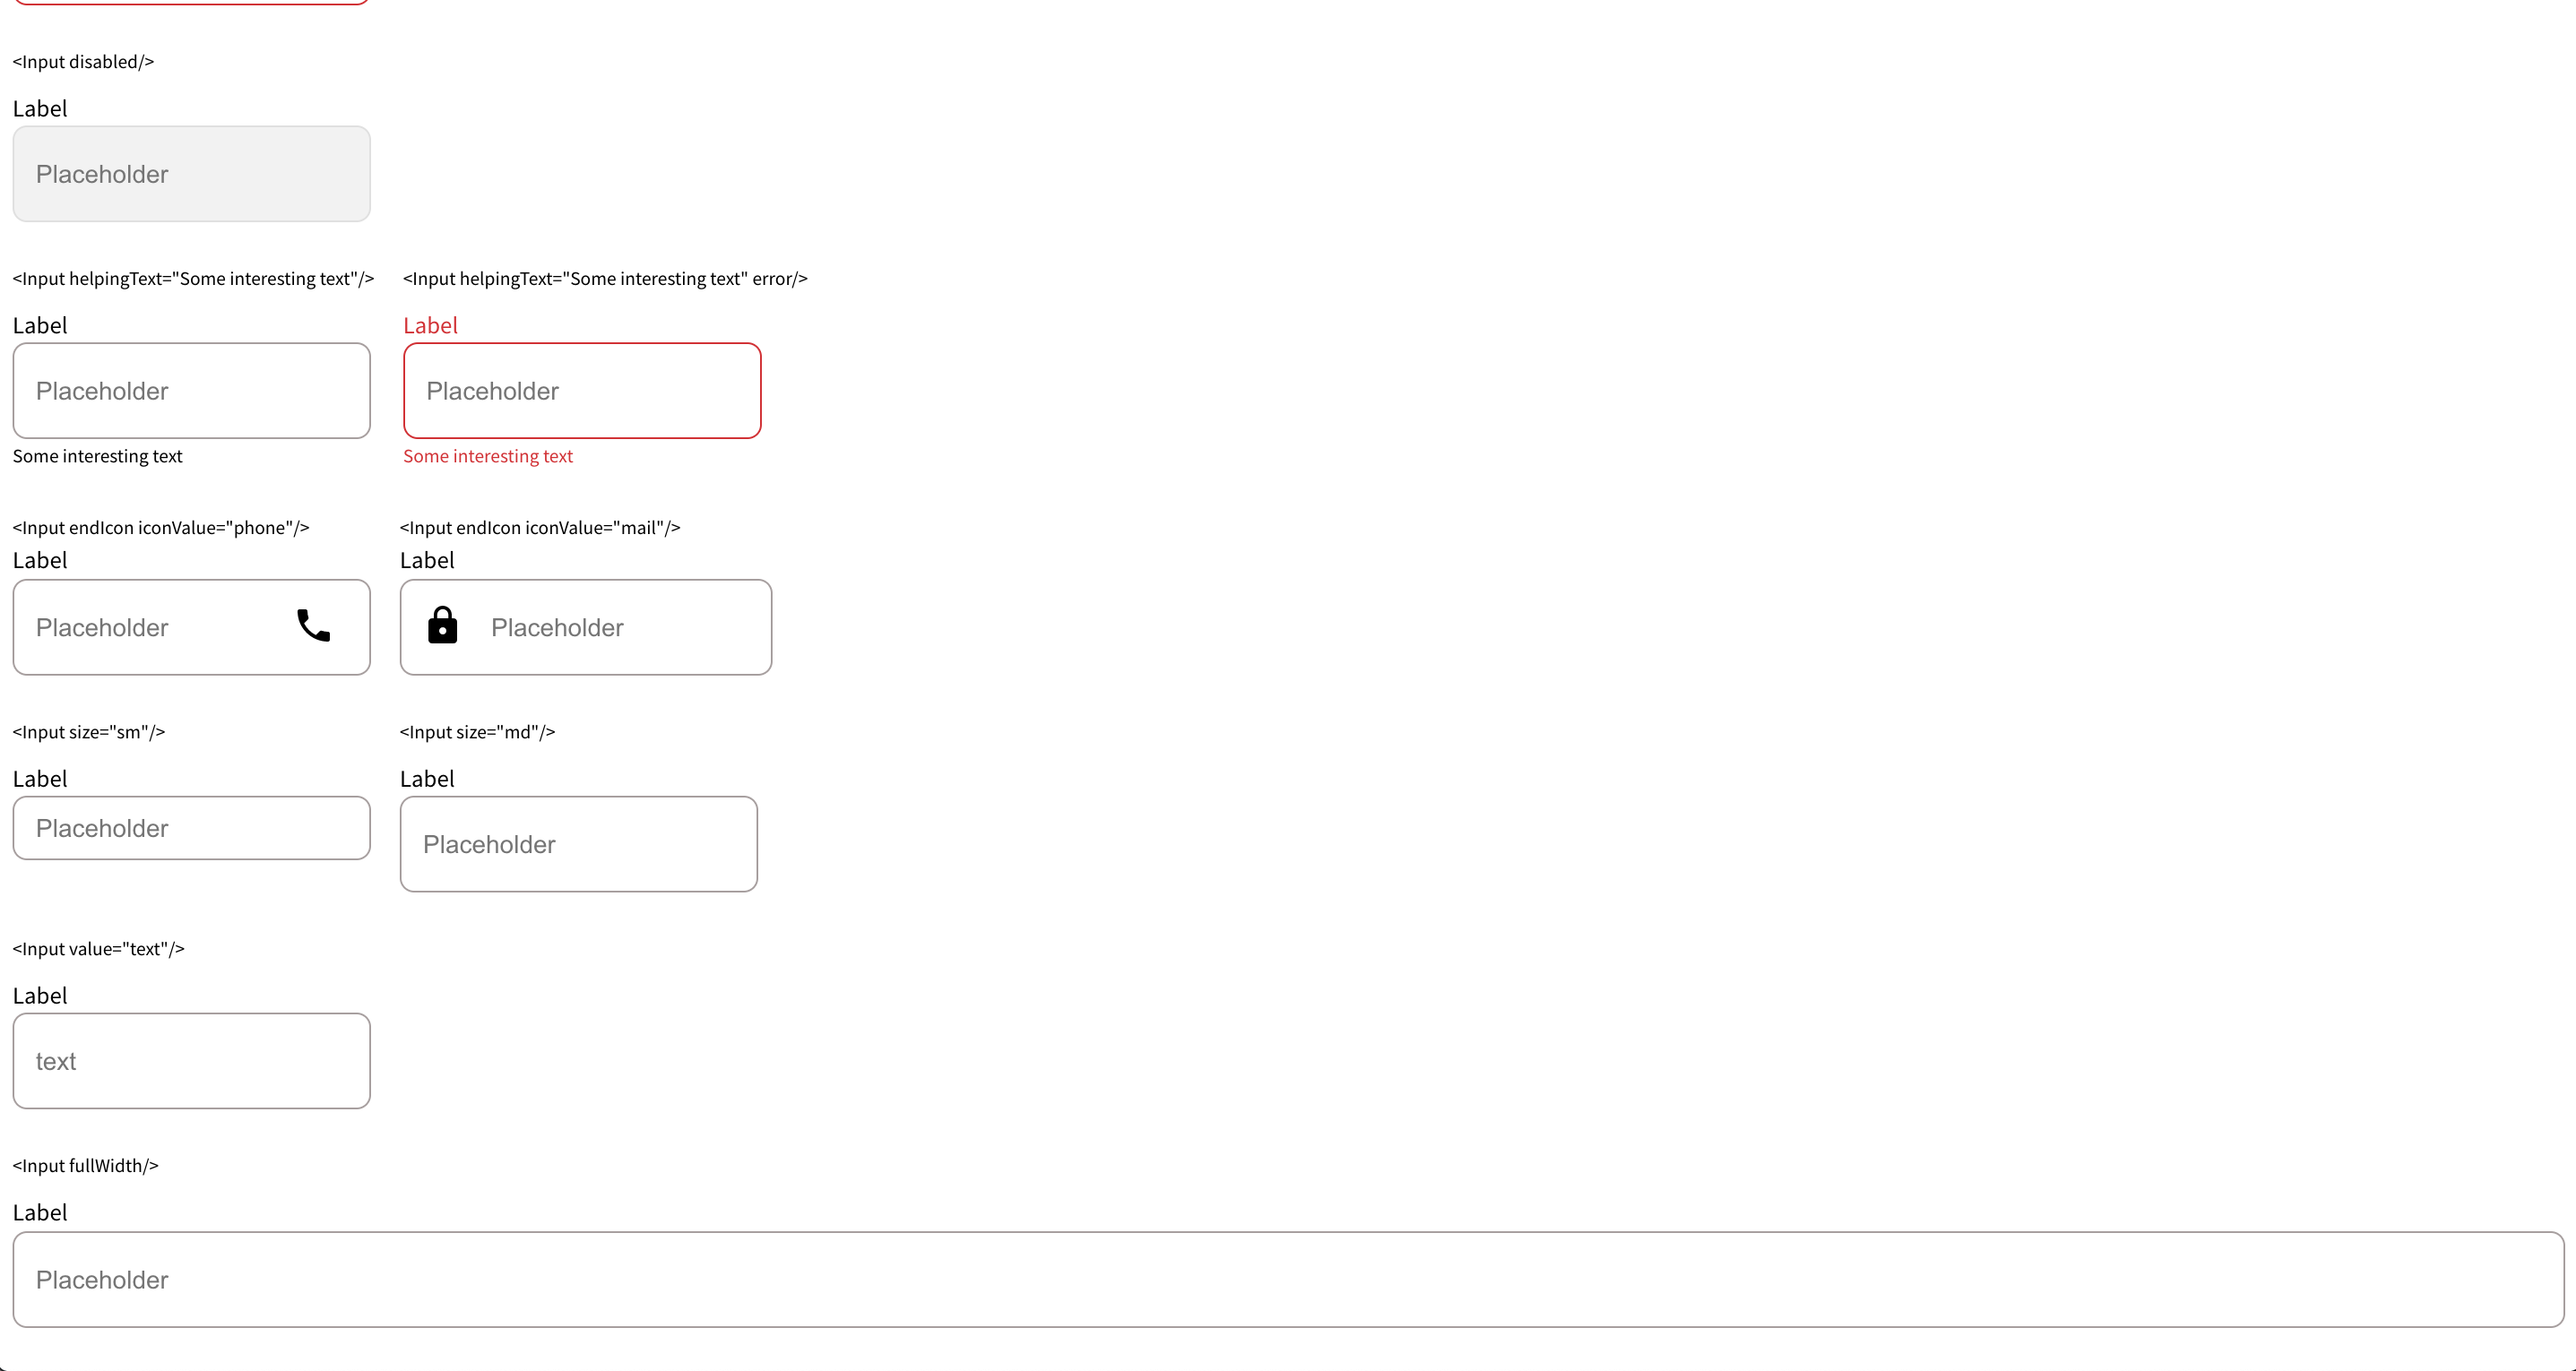 <Input disabled/>
Label
Placeholder
<Input helpingText="Some interesting text"/>
<Input helpingText="Some interesting text" error/>
Label
Label
Placeholder
Placeholder
Some interesting text
Some interesting text
<Input endIcon iconValue="phone"/>
<Input endIcon iconValue="mail"/>
Label
Label
Placeholder
Placeholder
<Input size="sm"/>
<Input size="md"/>
Label
Label
Placeholder
Placeholder
<Input value="text"/>
Label
text
<Input fullWidth/>
Label
Placeholder